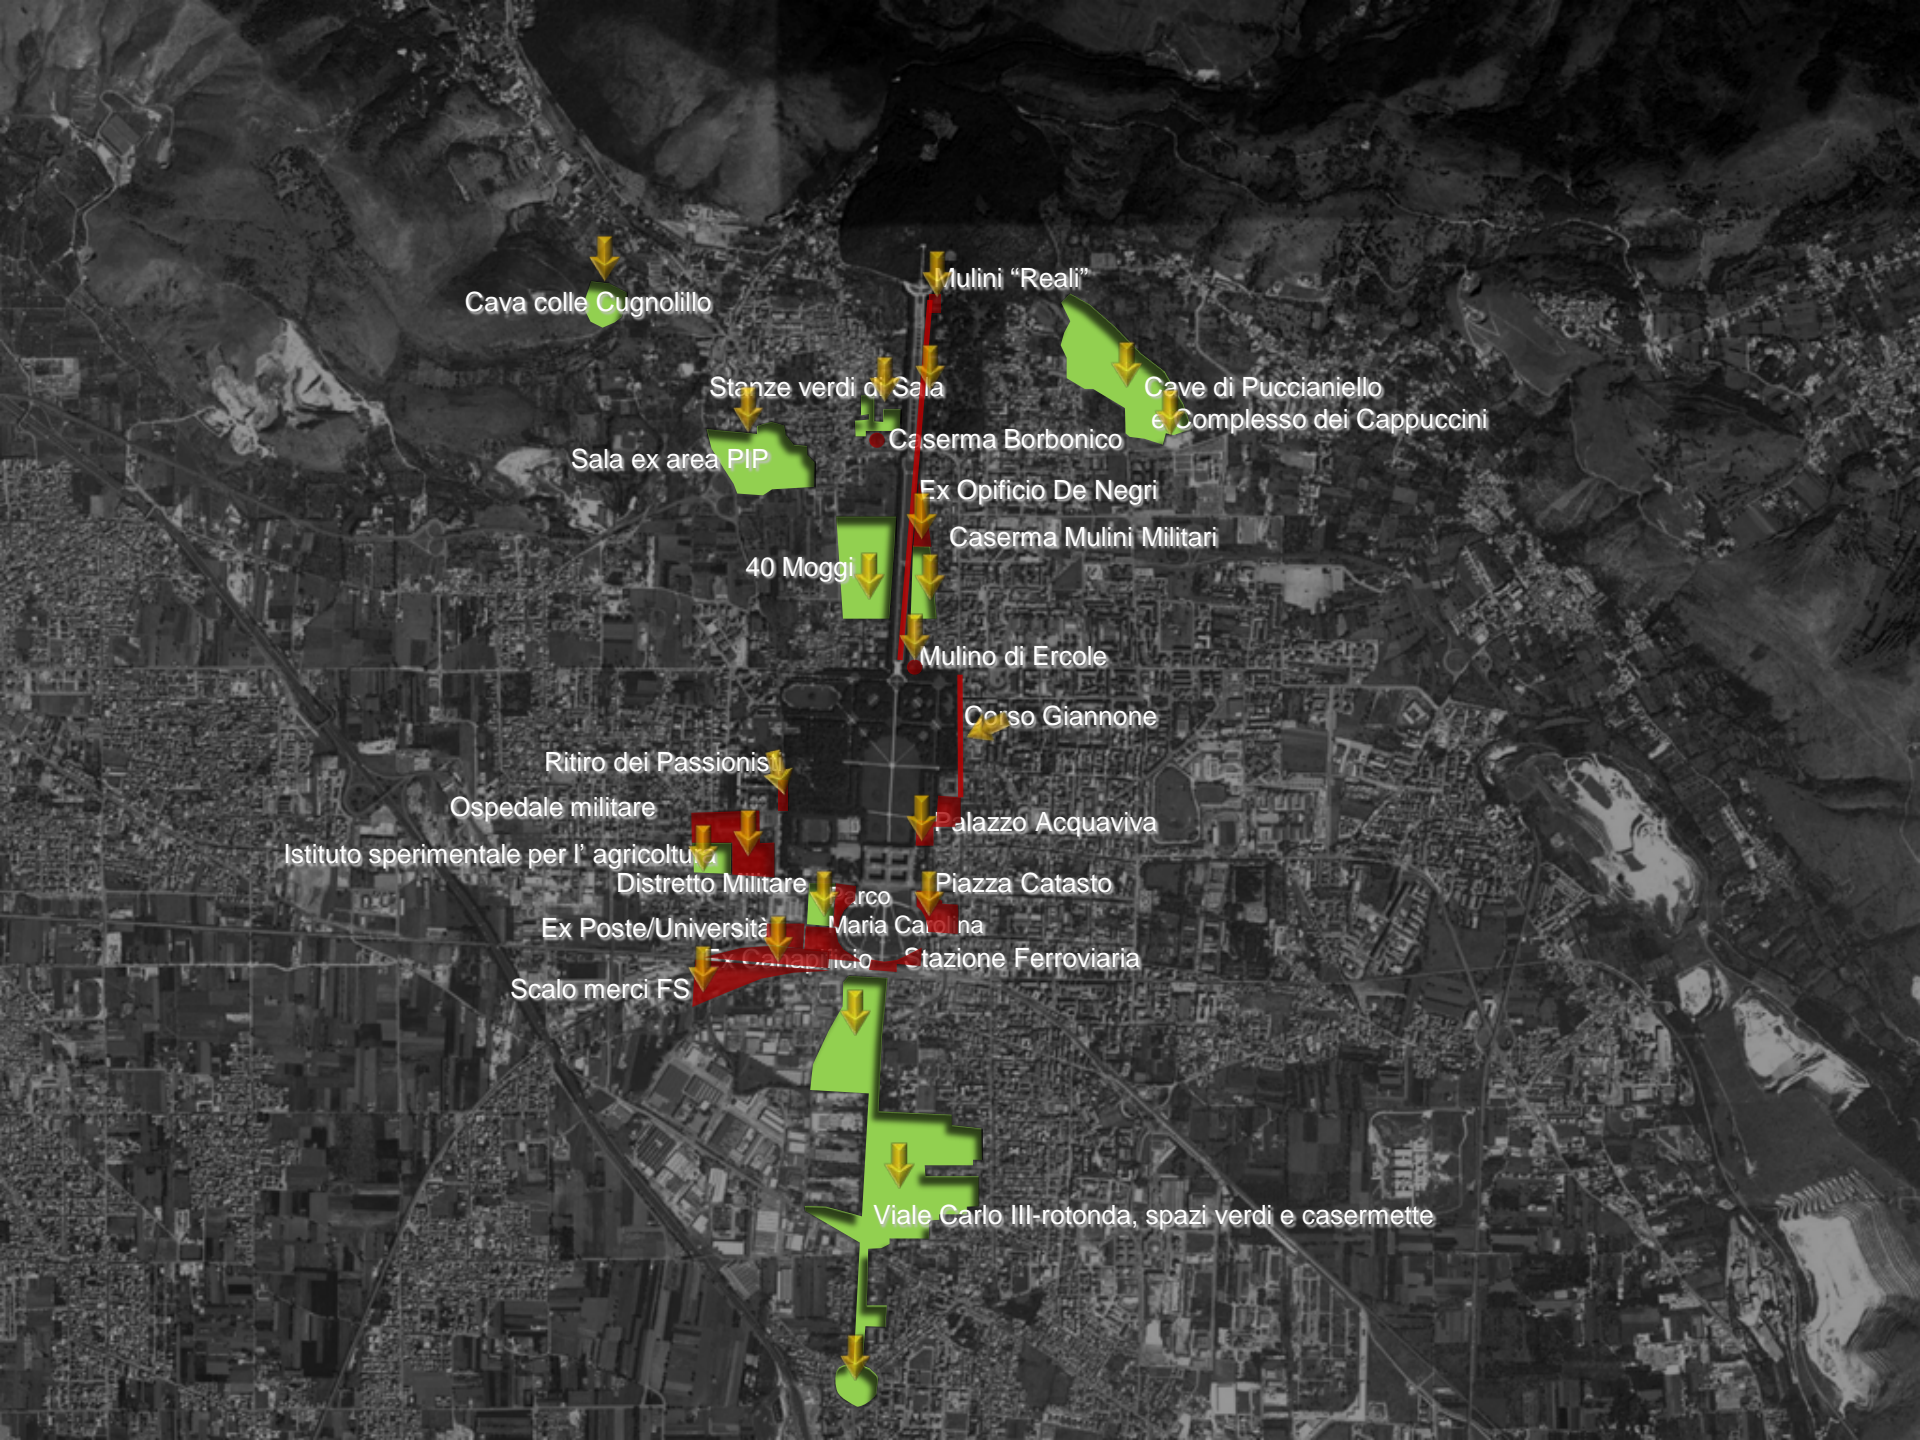 Mulini “Reali”
Cava colle Cugnolillo
Stanze verdi di Sala
Cave di Puccianiello
e Complesso dei Cappuccini
Caserma Borbonico
Sala ex area PIP
Ex Opificio De Negri
Caserma Mulini Militari
40 Moggi
Mulino di Ercole
Corso Giannone
Ritiro dei Passionisti
Ospedale militare
Palazzo Acquaviva
Istituto sperimentale per l’ agricoltura
Distretto Militare
Parco
Maria Carolina
Piazza Catasto
Ex Poste/Università
Ex Canapificio
Stazione Ferroviaria
Scalo merci FS
Viale Carlo III-rotonda, spazi verdi e casermette